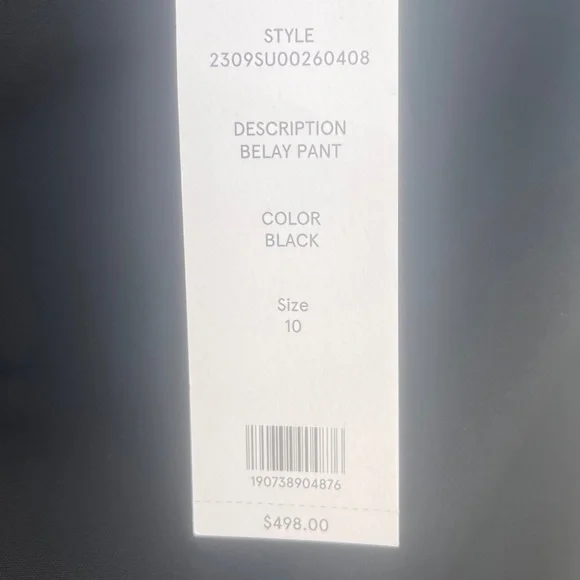 STYLE
2309SU00260408
DESCRIPTION
BELAY PANT
COLOR
BLACK
Size
10
190738904876
$498.00